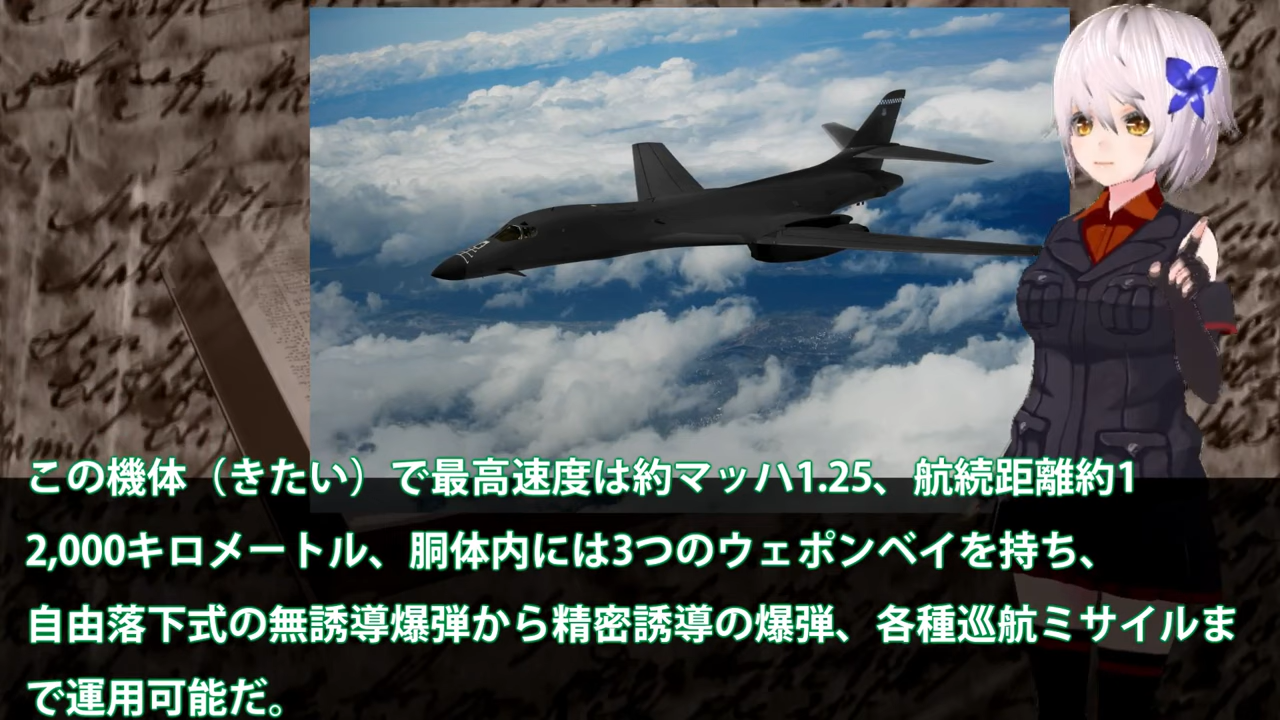 この機体（きたい）で最高速度は約マッハ1.25、航続距離約1
2,000キロメートル、胴体内には3つのウェポンベイを持ち、
自由落下式の無誘導爆弾から精密誘導の爆弾、各種巡航ミサイルま
で運用可能だ。